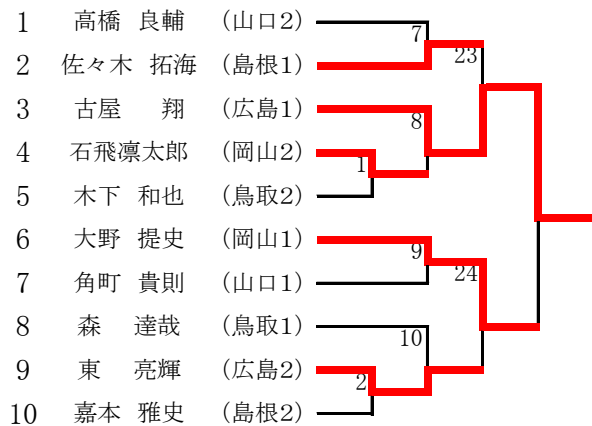 1 高橋 良輔 (山口2)
7
2 佐々木 拓海 (島根1)
23
3 古屋 翔 (広島1)
8
4 石飛凛太郎 (岡山2)
1
5 木下 和也 (鳥取2)
6 大野 提史 (岡山1)
9
7 角町 貴則 (山口1)
24
8 森 達哉 (鳥取1)
10
9 東 亮輝 (広島2)
2
10 嘉本 雅史 (島根2)